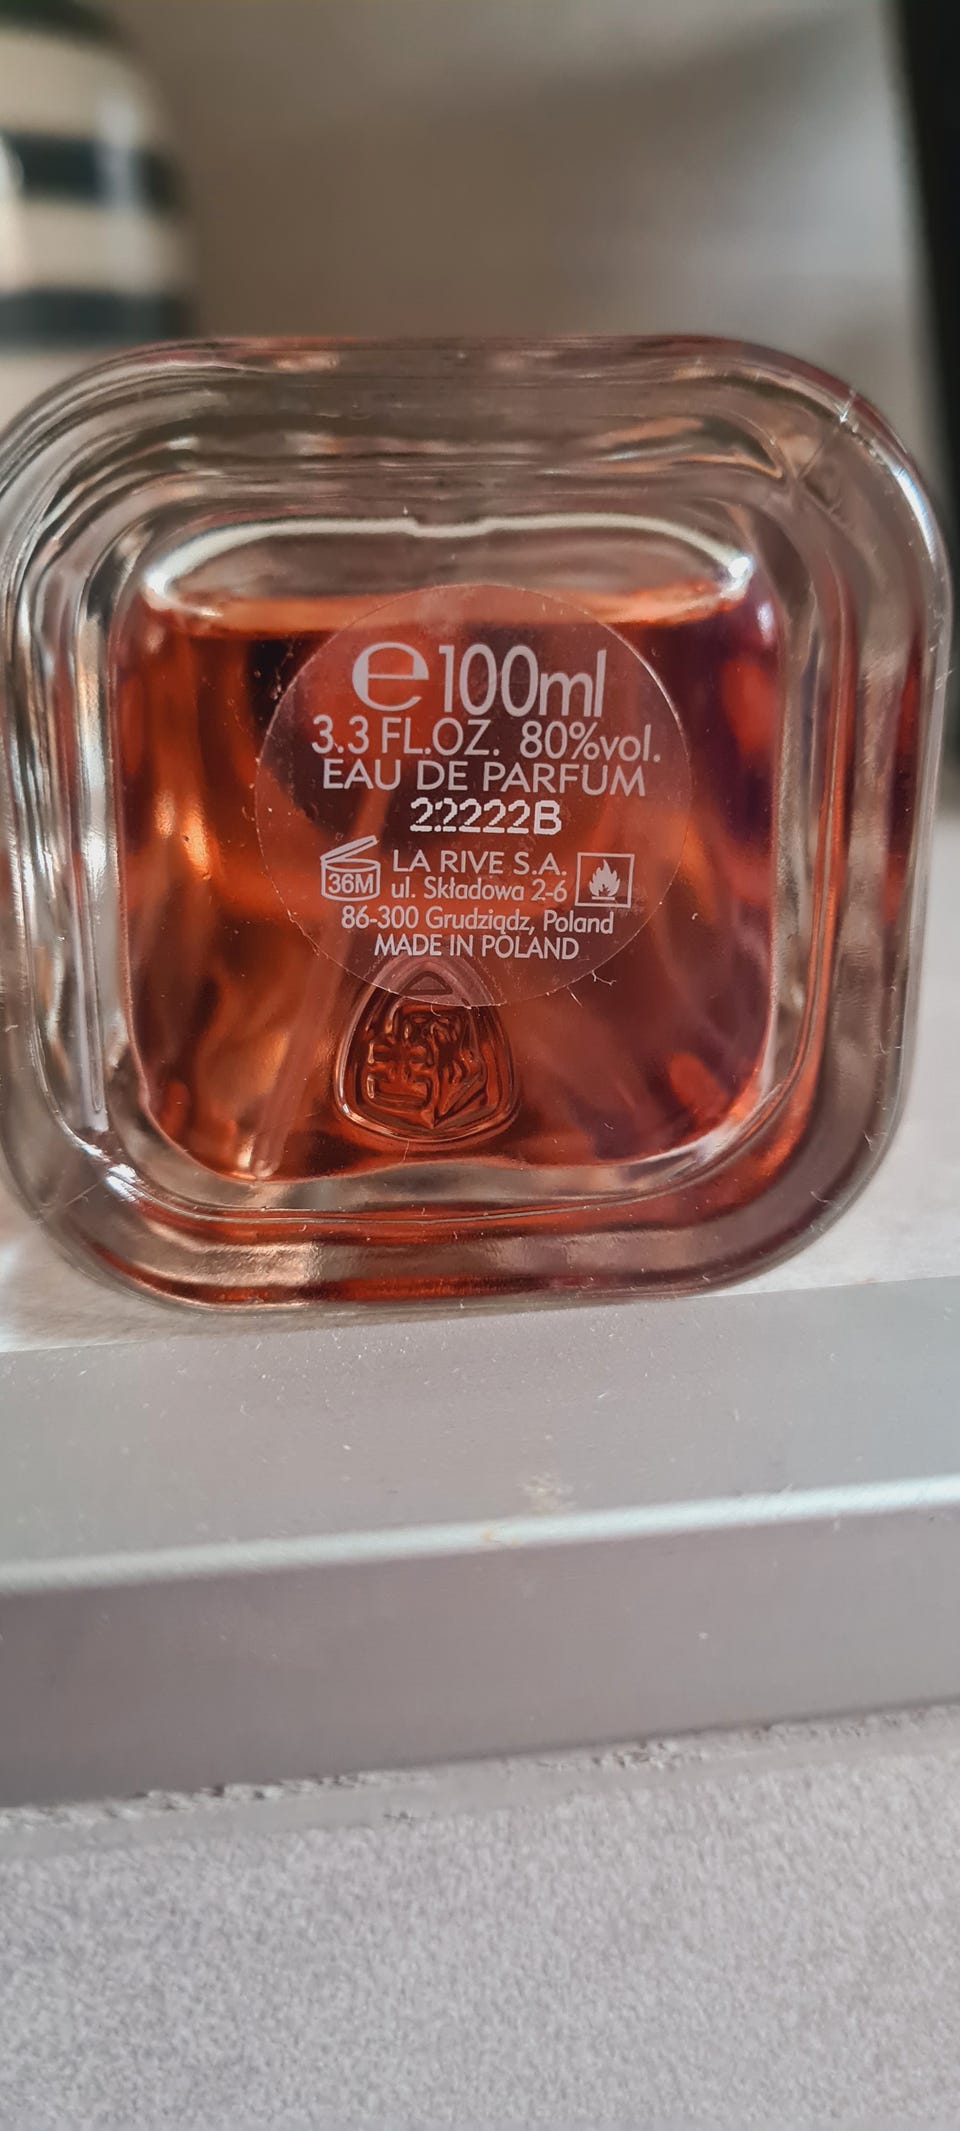 e 100ml
3.3 FL.OZ. 80%vol.
EAU DE PARFUM
22222B
36M LA RIVE S.A.
ul. Składowa 2-6
86-300 Grudziądz, Poland
MADE IN POLAND